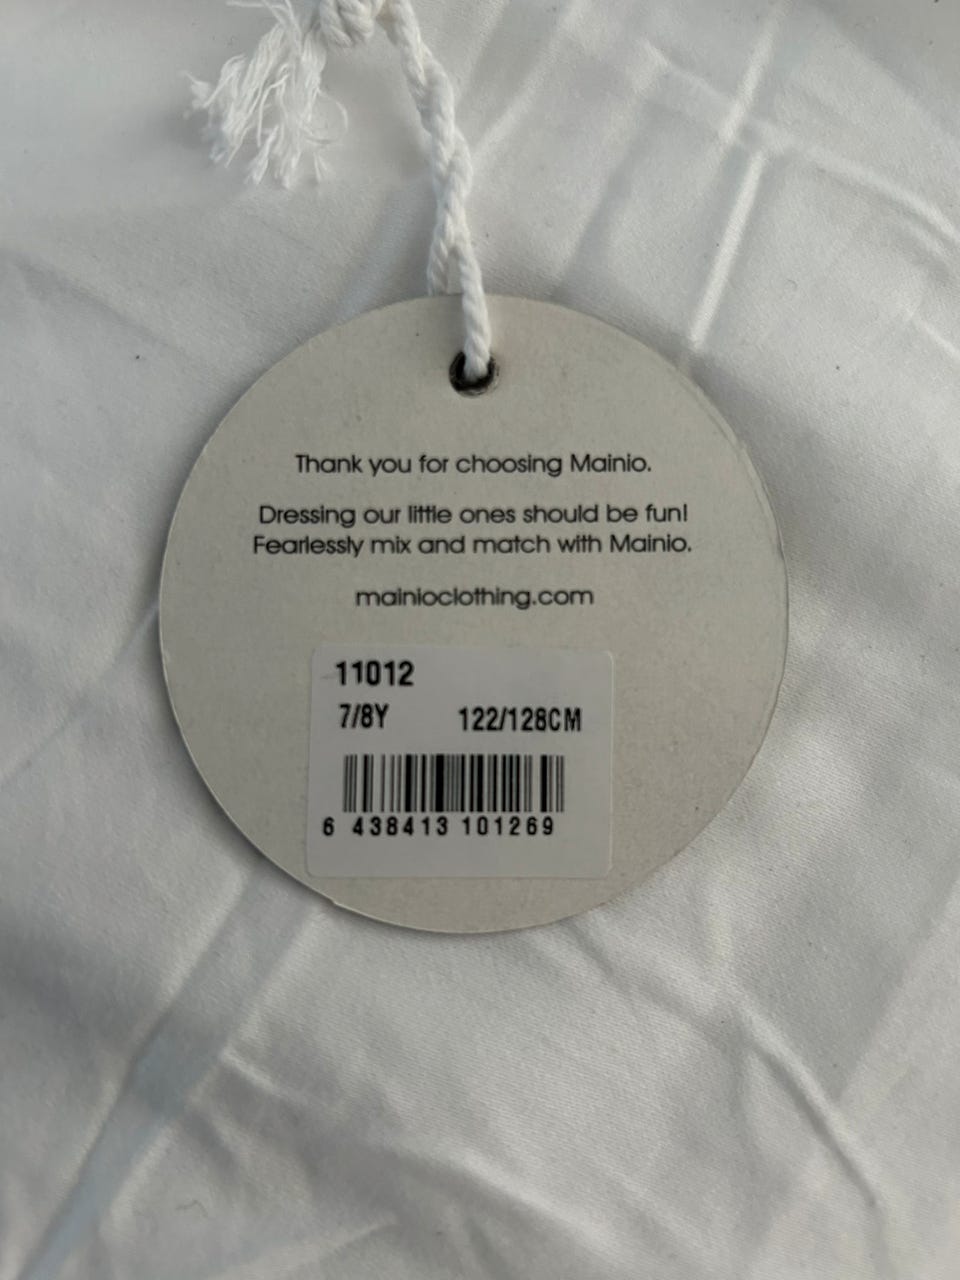 Thank you for choosing Mainio.
Dressing our little ones should be fun!
Fearlessly mix and match with Mainio.
mainioclothing.com
11012
7/8Y 122/128CM
6 438413 101269